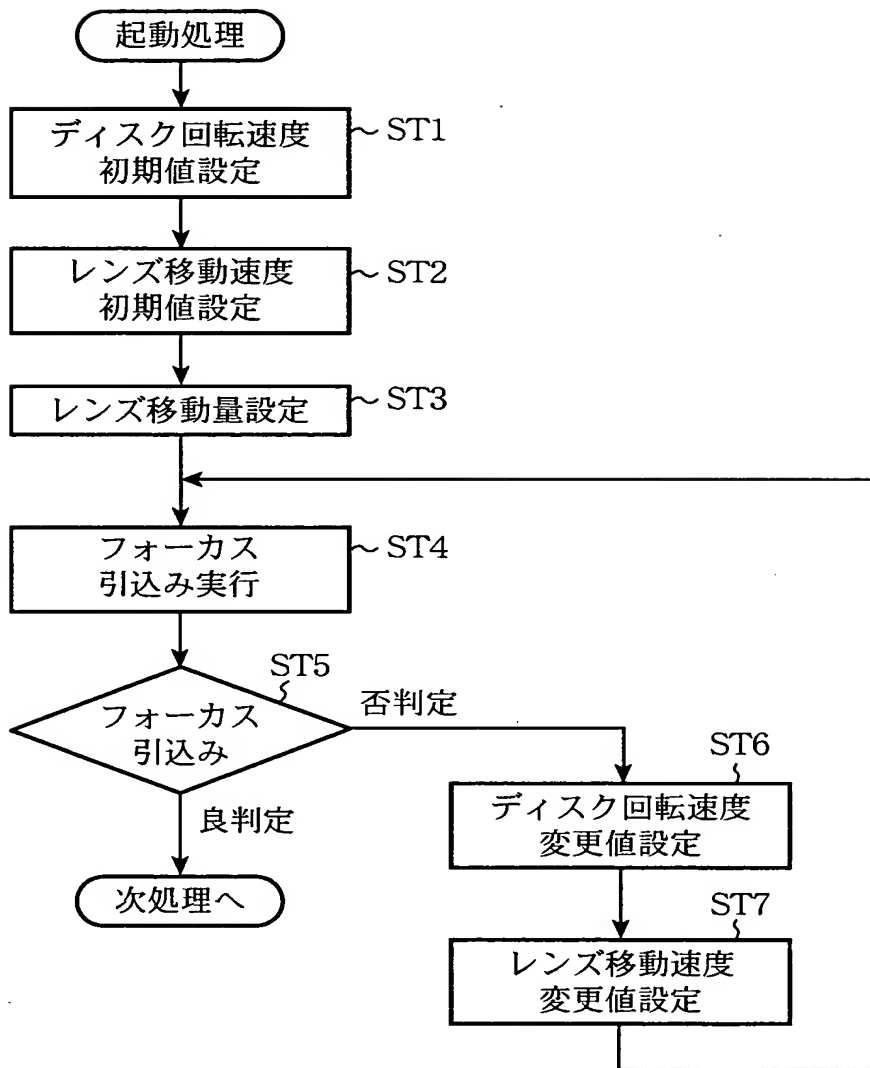 起動処理
ディスク回転速度
初期値設定
ST1
レンズ移動速度
初期値設定
ST2
レンズ移動量設定
ST3
フォーカス
引込み実行
ST4
フォーカス
引込み
ST5
否判定
良判定
次処理へ
ディスク回転速度
変更値設定
ST6
レンズ移動速度
変更値設定
ST7